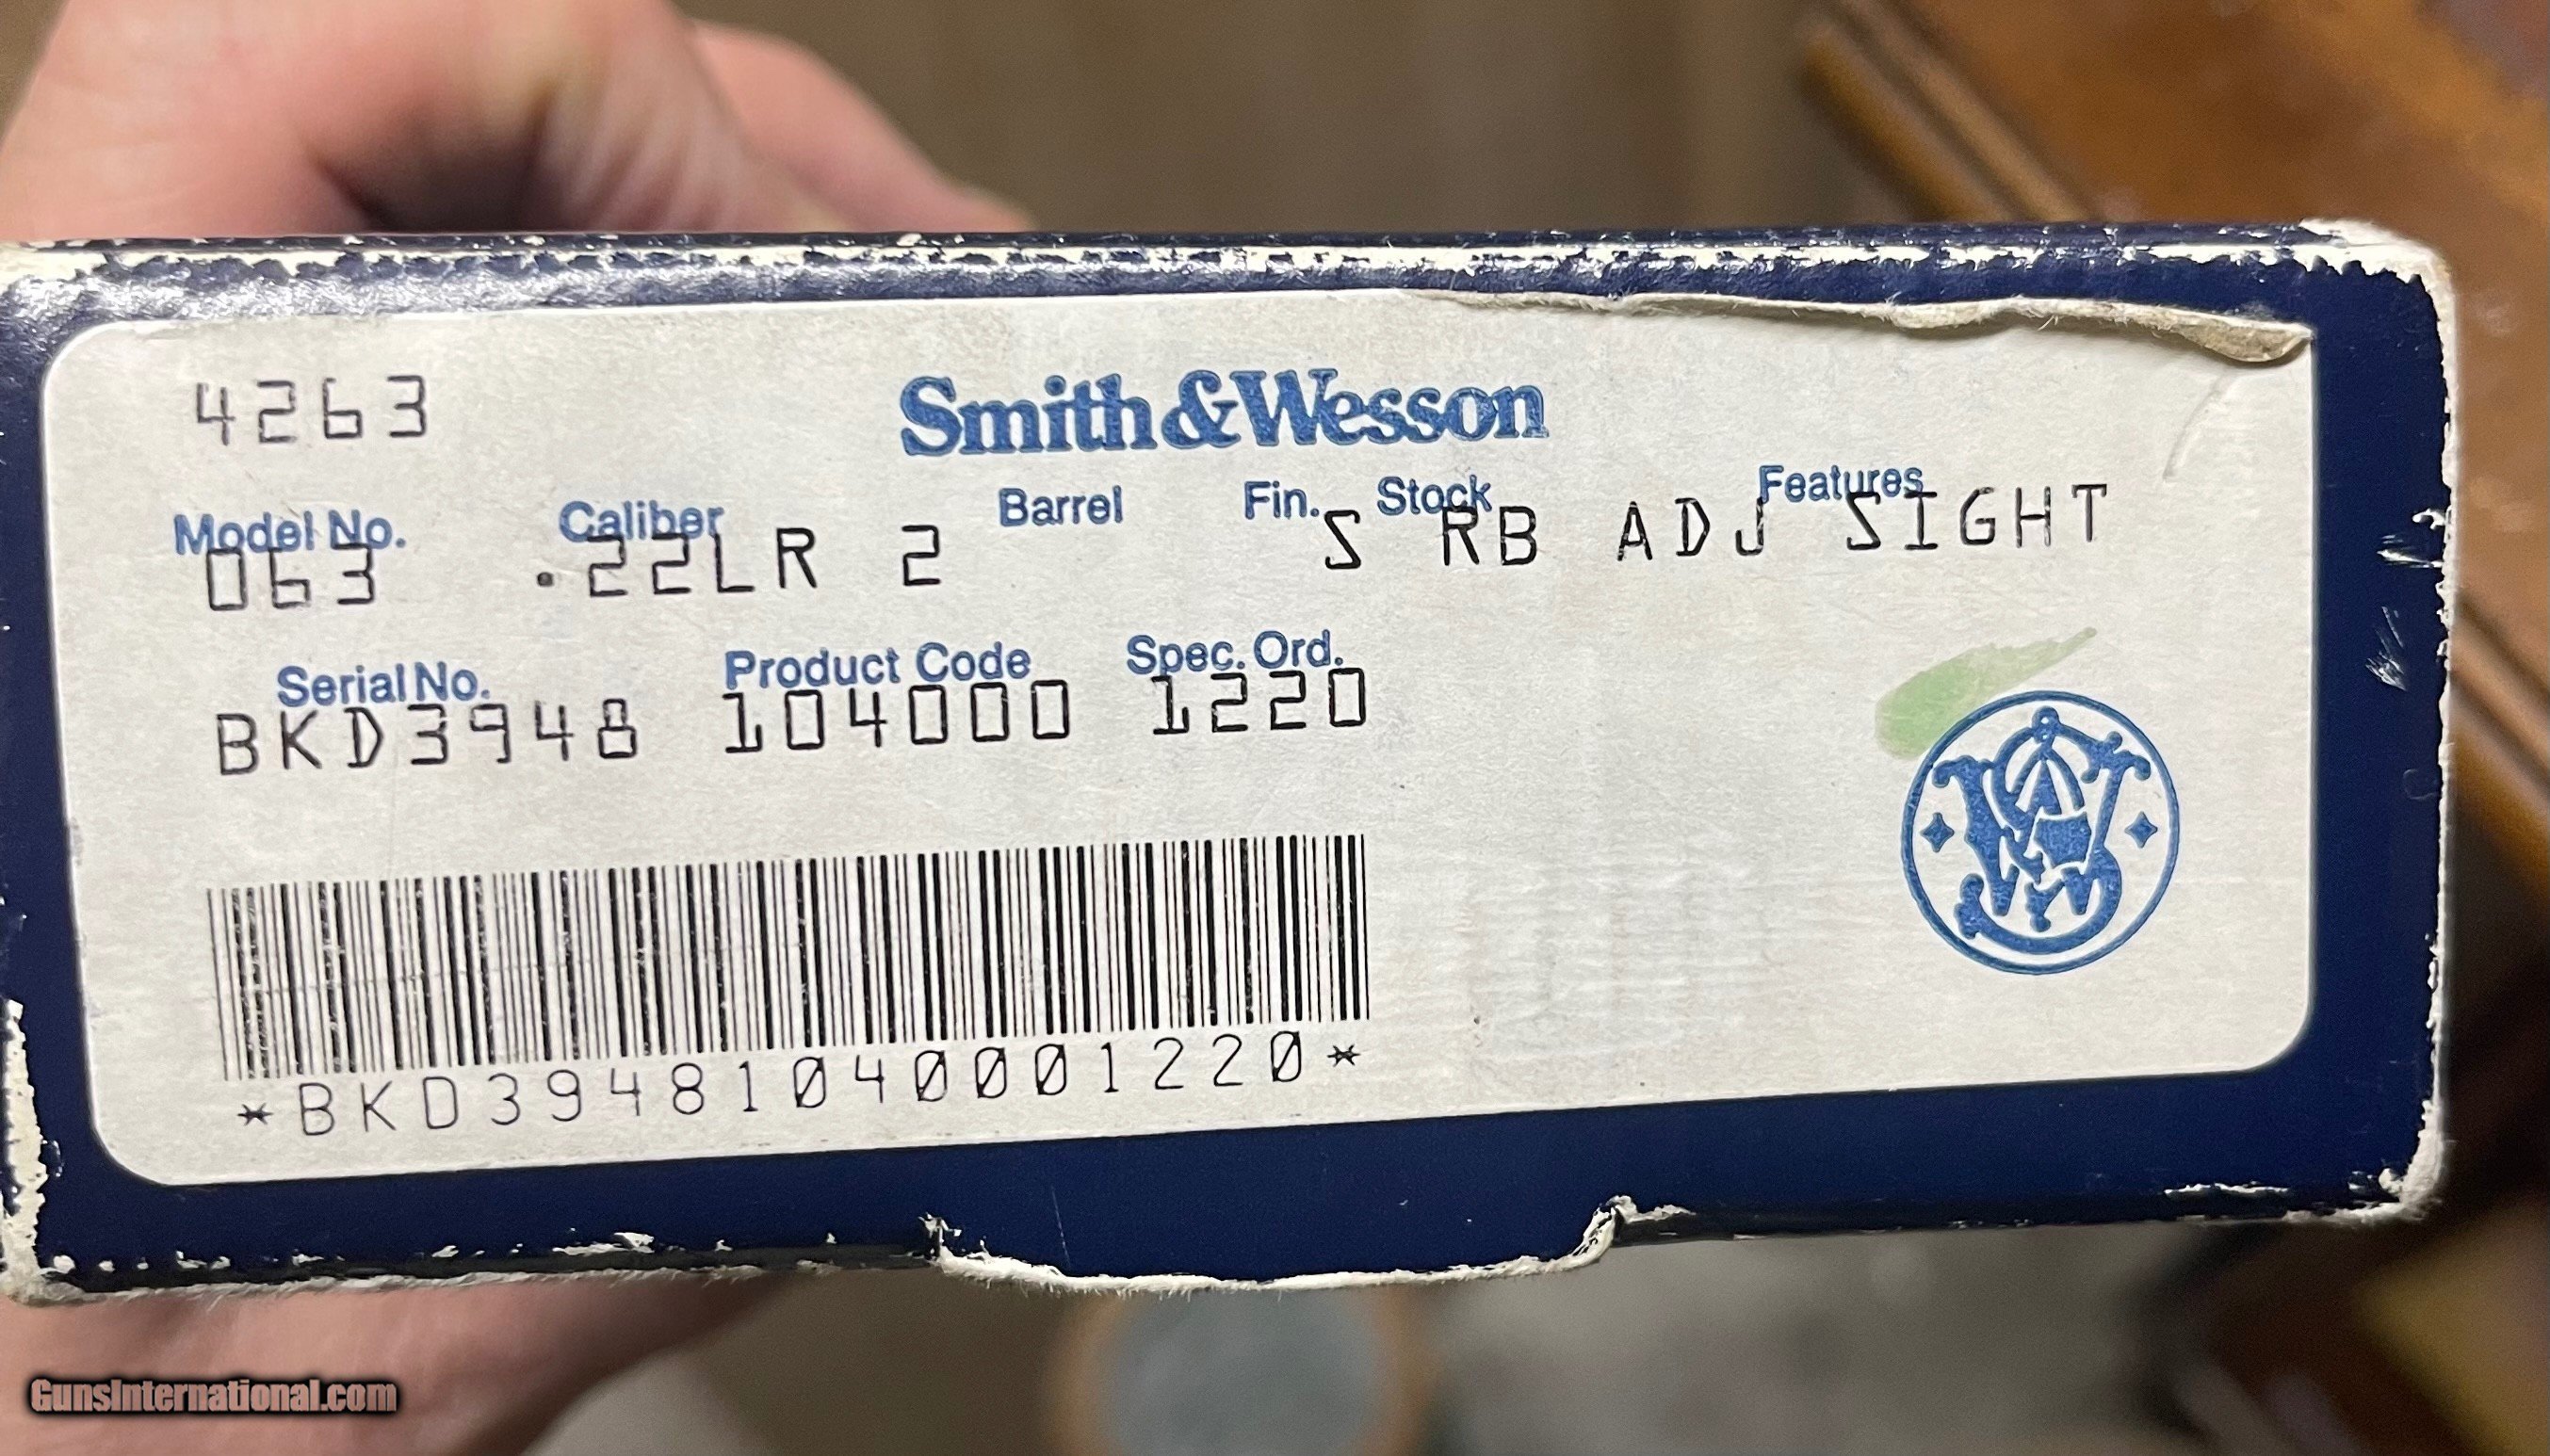 4263
Smith & Wesson
Model No. Caliber Barrel Fin. Stock Features
063 .22LR 2 S RB ADJ SIGHT
Serial No. Product Code Spec. Ord.
BKD3948 104000 1220
*BKD39481040001220*
GunsInternational.com